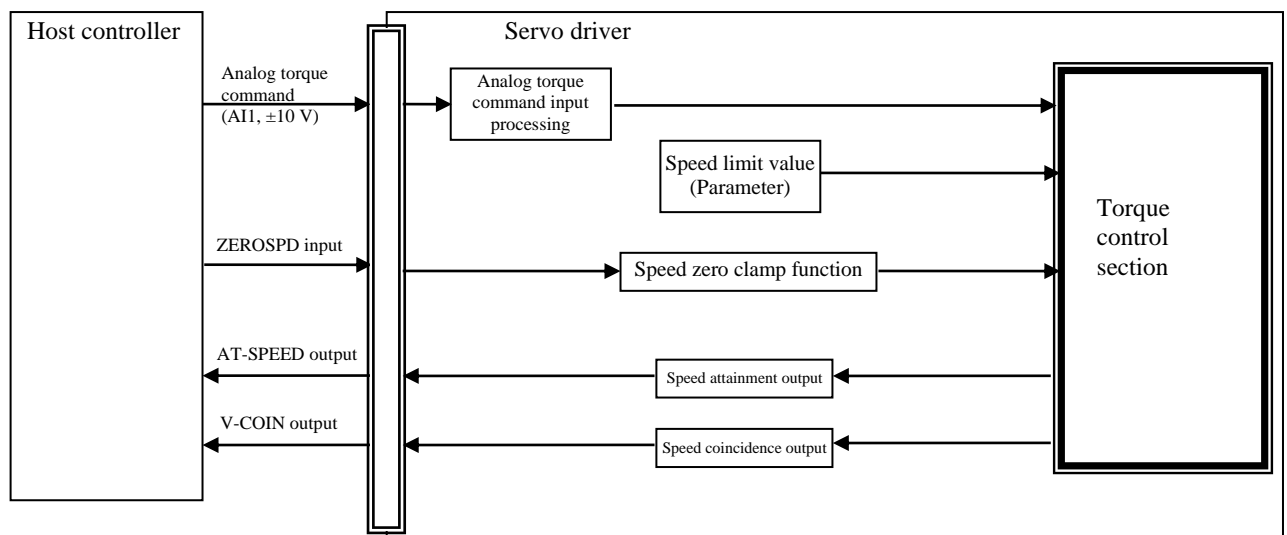 Host controller
Servo driver
Analog torque
command
(AI1, ±10 V)
Analog torque
command input
processing
Speed limit value
(Parameter)
Torque
control
section
ZEROSPD input
Speed zero clamp function
AT-SPEED output
Speed attainment output
V-COIN output
Speed coincidence output